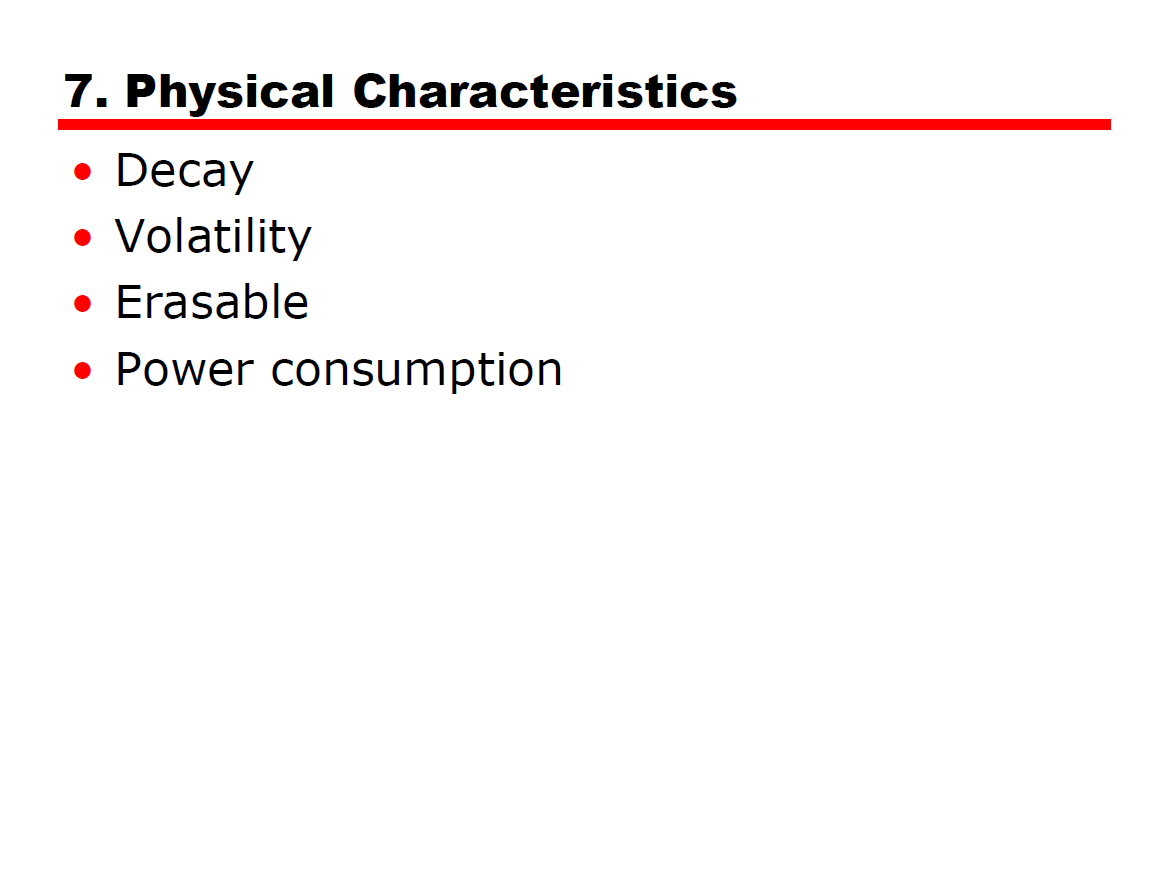 7. Physical Characteristics
• Decay
• Volatility
• Erasable
• Power consumption